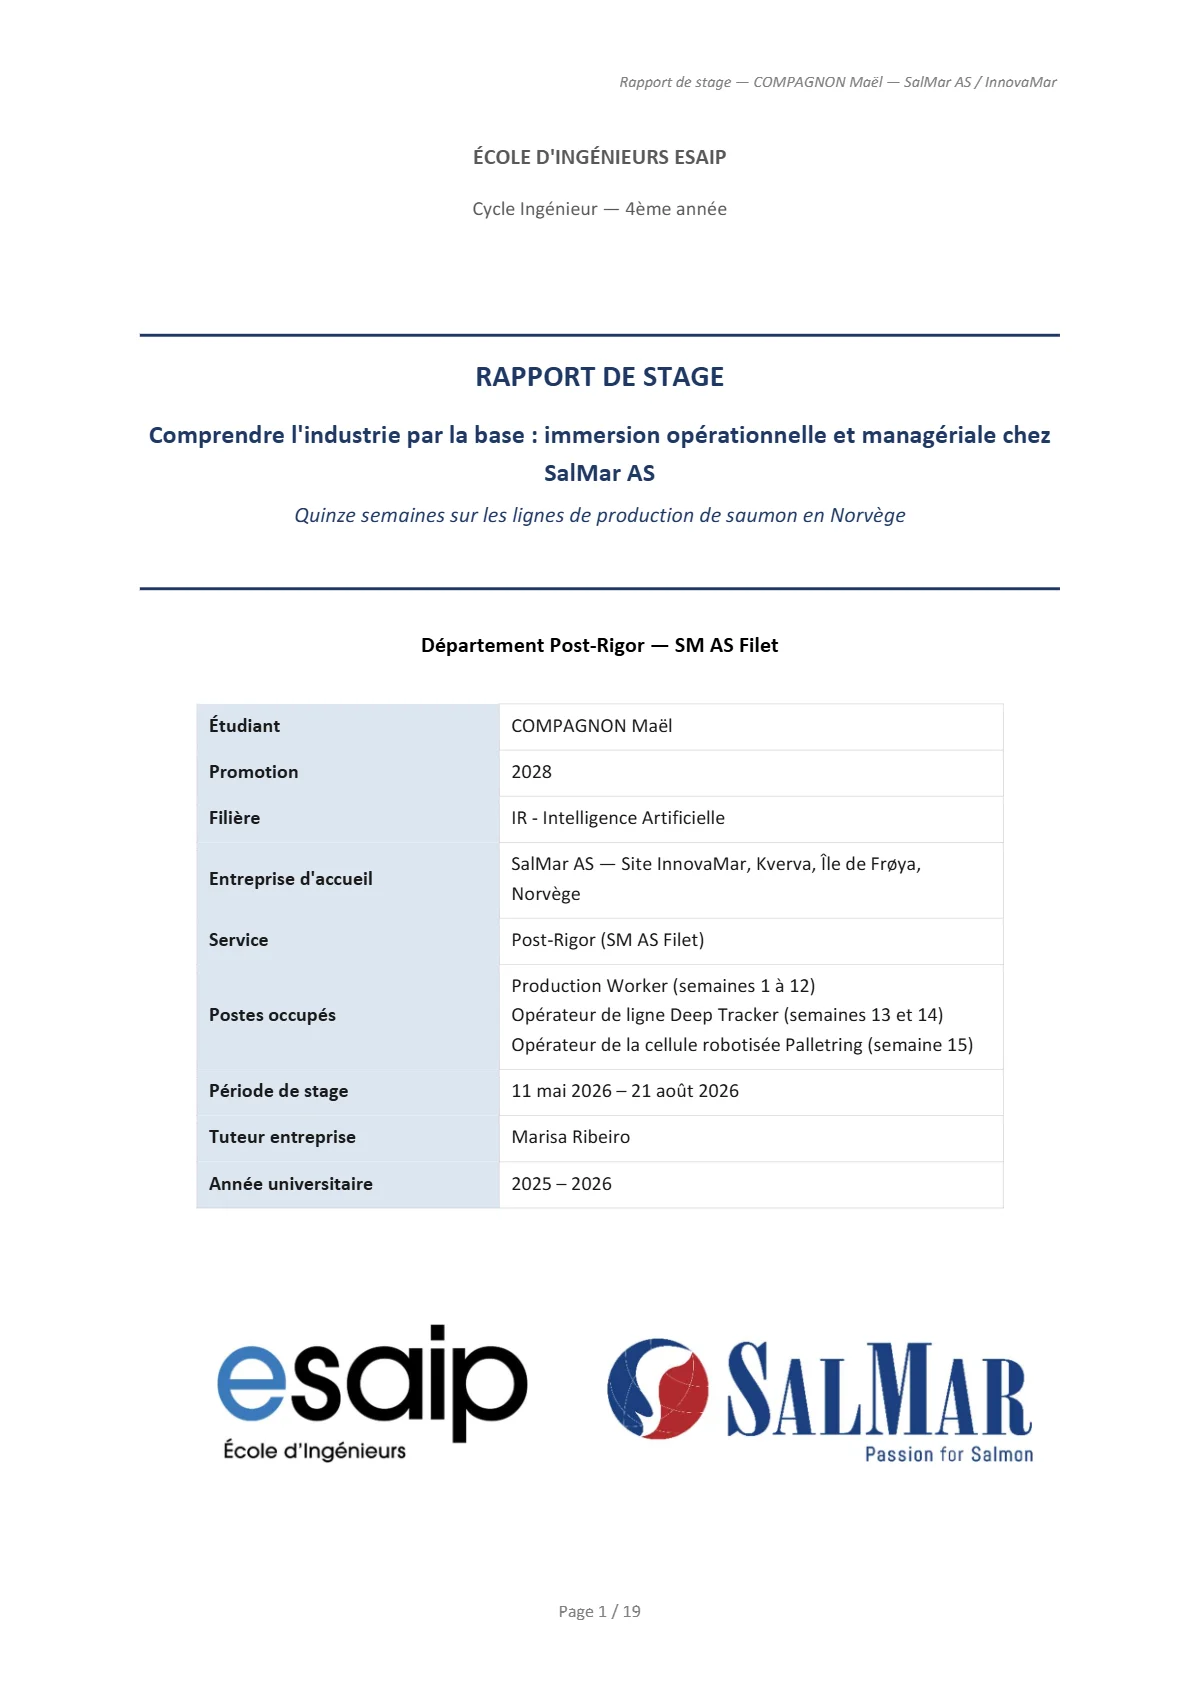 Rapport de stage — COMPAGNON Maël — SalMar AS / InnovaMar
ÉCOLE D'INGÉNIEURS ESAIP
Cycle Ingénieur — 4ème année
RAPPORT DE STAGE
Comprendre l'industrie par la base : immersion opérationnelle et managériale chez
SalMar AS
Quinze semaines sur les lignes de production de saumon en Norvège
Département Post-Rigor — SM AS Filet
Étudiant
COMPAGNON Maël
Promotion
2028
Filière
IR - Intelligence Artificielle
Entreprise d'accueil
SalMar AS — Site InnovaMar, Kverva, Île de Frøya,
Norvège
Service
Post-Rigor (SM AS Filet)
Postes occupés
Production Worker (semaines 1 à 12)
Opérateur de ligne Deep Tracker (semaines 13 et 14)
Opérateur de la cellule robotisée Palletring (semaine 15)
Période de stage
11 mai 2026 – 21 août 2026
Tuteur entreprise
Marisa Ribeiro
Année universitaire
2025 – 2026
esaip
École d'Ingénieurs
SALMAR
Passion for Salmon
Page 1 / 19